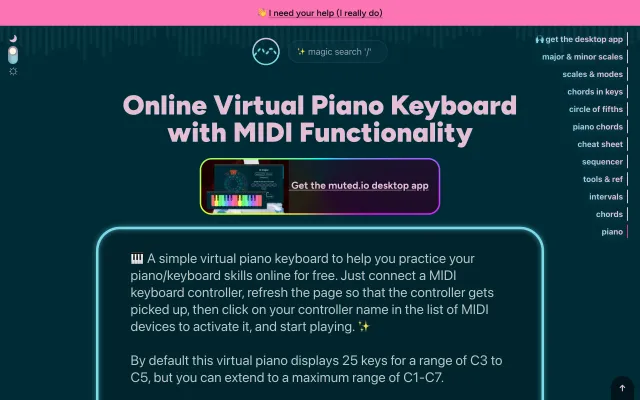 👋 I need your help (I really do)
✨ magic search '/'
🙌 get the desktop app
major & minor scales
scales & modes
chords in keys
circle of fifths
piano chords
cheat sheet
sequencer
tools & ref
intervals
chords
piano
Online Virtual Piano Keyboard
with MIDI Functionality
Get the muted.io desktop app
🎹 A simple virtual piano keyboard to help you practice your
piano/keyboard skills online for free. Just connect a MIDI
keyboard controller, refresh the page so that the controller gets
picked up, then click on your controller name in the list of MIDI
devices to activate it, and start playing. ✨
By default this virtual piano displays 25 keys for a range of C3 to
C5, but you can extend to a maximum range of C1-C7.